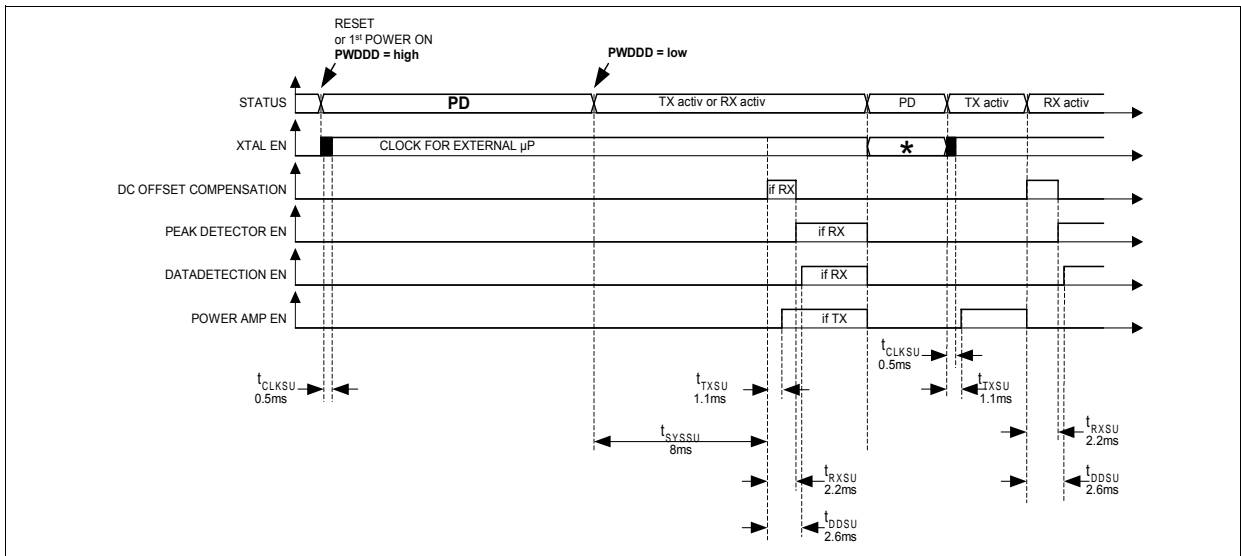 RESET
or 1st POWER ON
PWDDD = high
PWDDD = low
STATUS
PD
TX activ or RX activ
PD
TX activ
RX activ
XTAL EN
CLOCK FOR EXTERNAL µP
*
DC OFFSET COMPENSATION
if RX
PEAK DETECTOR EN
if RX
DATADETECTION EN
if RX
POWER AMP EN
if TX
tCLKSU
0.5ms
tTXSU
1.1ms
tCLKSU
0.5ms
tTXSU
1.1ms
tSYSSU
8ms
tRXSU
2.2ms
tRXSU
2.2ms
tDDSU
2.6ms
tDDSU
2.6ms